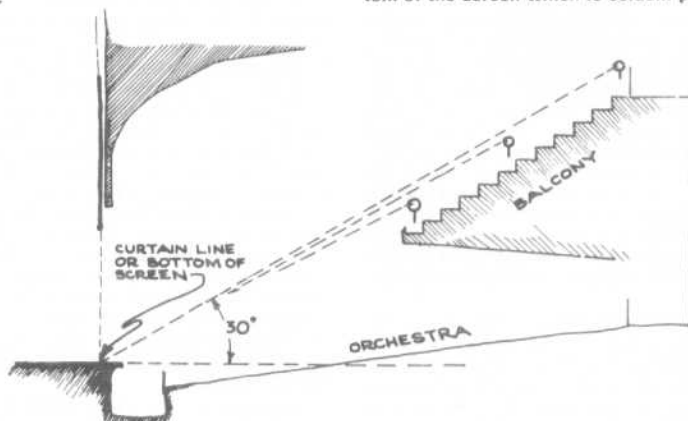 CURTAIN LINE
OR BOTTOM OF
SCREEN
30°
ORCHESTRA
BALCONY